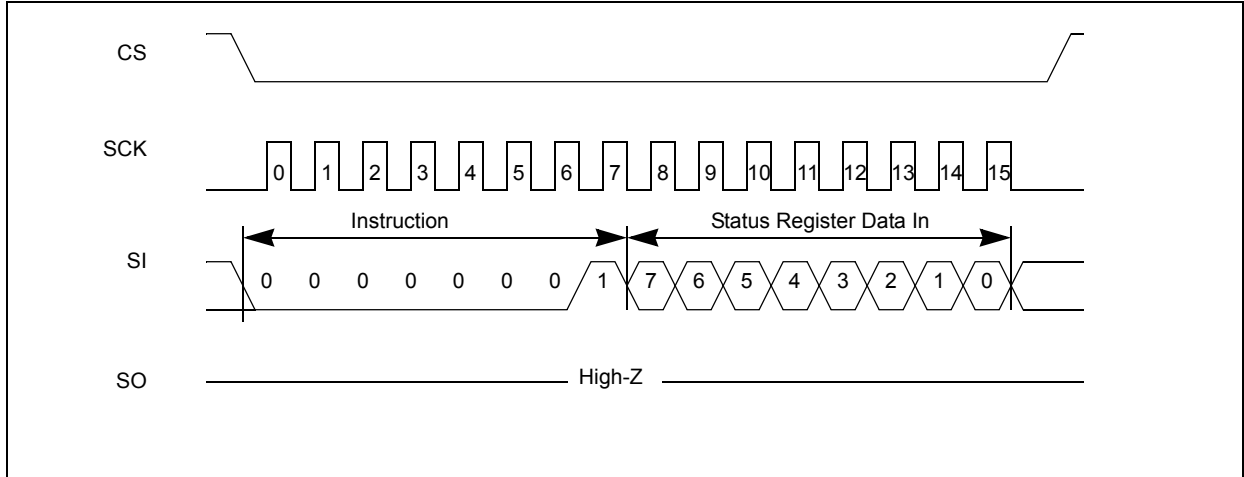 CS
SCK
0 1 2 3 4 5 6 7 8 9 10 11 12 13 14 15
Instruction Status Register Data In
SI
0 0 0 0 0 0 0 1 7 6 5 4 3 2 1 0
SO
High-Z